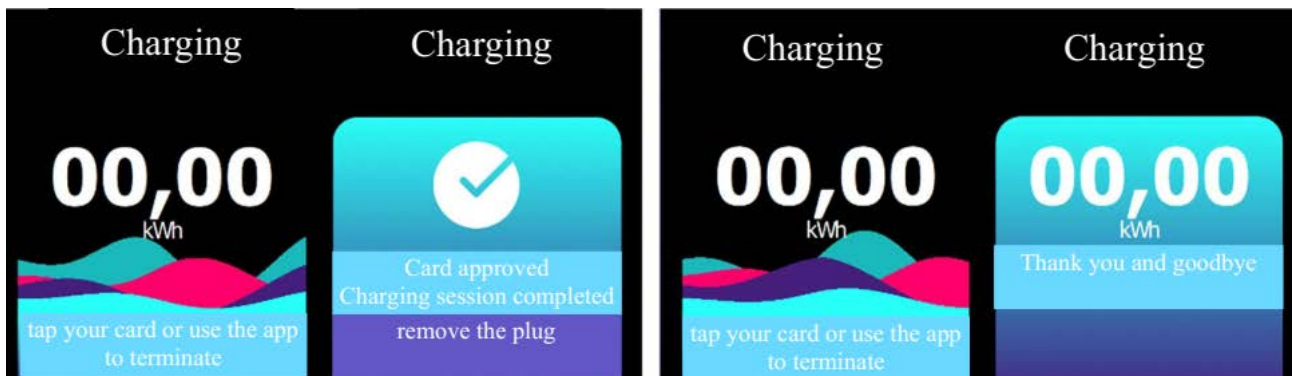 Charging
00,00
kWh
tap your card or use the app
to terminate
Charging
Card approved
Charging session completed
remove the plug
Charging
00,00
kWh
tap your card or use the app
to terminate
Charging
00,00
kWh
Thank you and goodbye